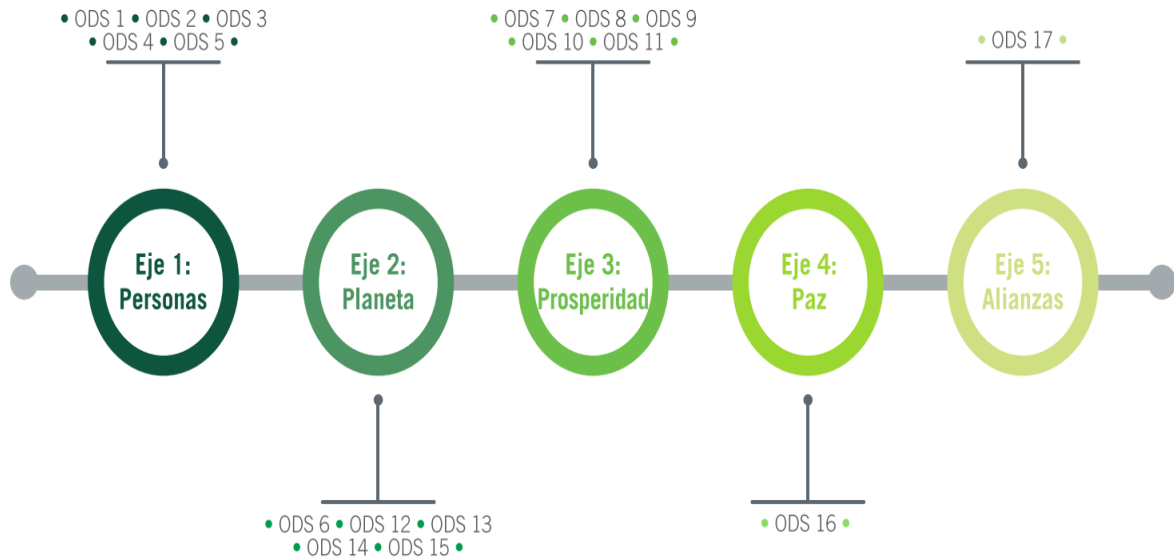 • ODS 1 • ODS 2 • ODS 3
• ODS 4 • ODS 5 •
• ODS 7 • ODS 8 • ODS 9
• ODS 10 • ODS 11 •
• ODS 17 •
Eje 1:
Personas
Eje 2:
Planeta
Eje 3:
Prosperidad
Eje 4:
Paz
Eje 5:
Alianzas
• ODS 6 • ODS 12 • ODS 13
• ODS 14 • ODS 15 •
• ODS 16 •